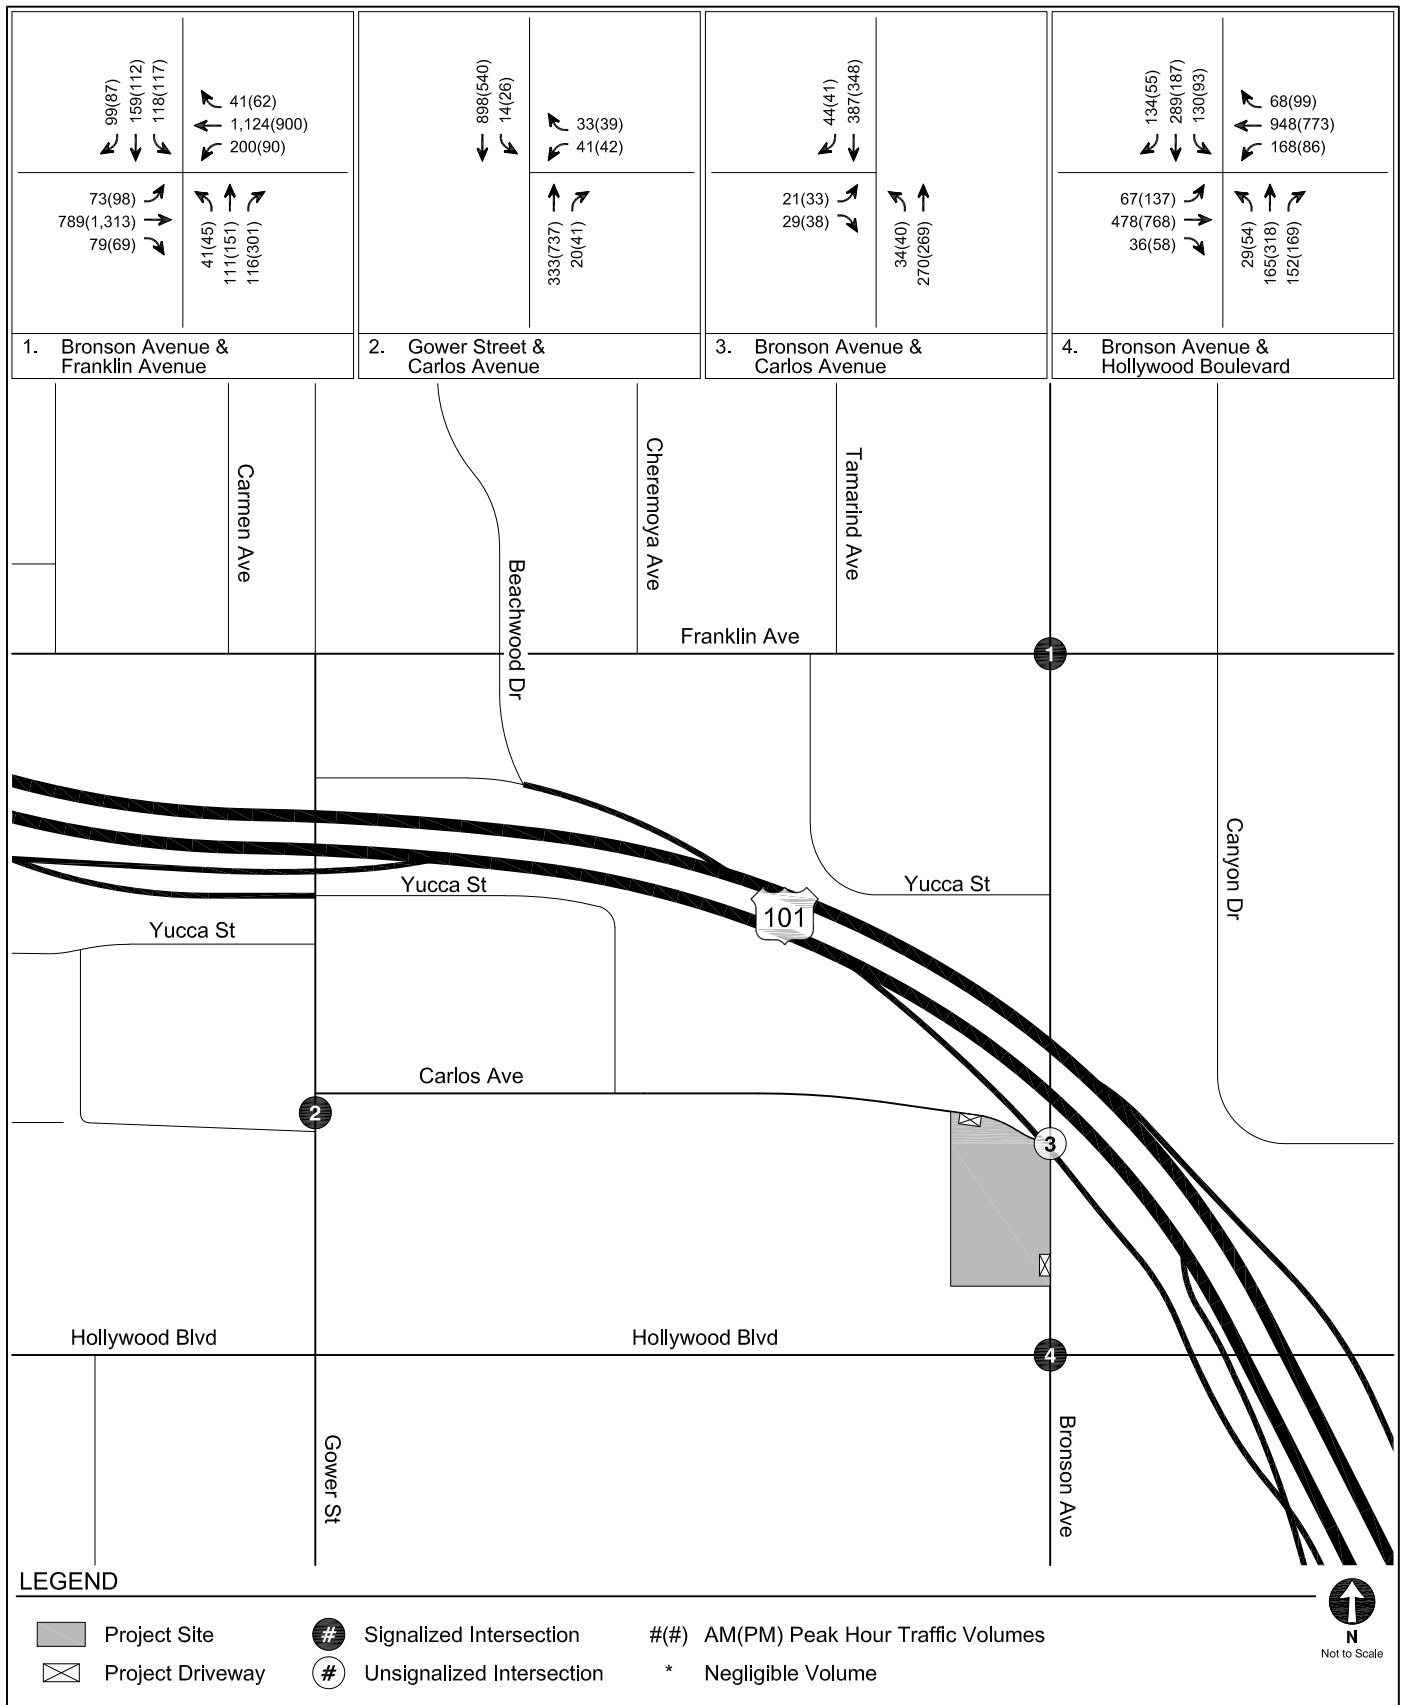 99(87)
159(112)
118(117)
41(62)
1,124(900)
200(90)
73(98)
789(1,313)
79(69)
41(45)
111(151)
116(301)
1. Bronson Avenue &
Franklin Avenue
898(540)
14(26)
33(39)
41(42)
333(737)
20(41)
2. Gower Street &
Carlos Avenue
44(41)
387(348)
21(33)
29(38)
34(40)
270(269)
3. Bronson Avenue &
Carlos Avenue
134(55)
289(187)
130(93)
68(99)
948(773)
168(86)
67(137)
478(768)
36(58)
29(54)
165(318)
152(169)
4. Bronson Avenue &
Hollywood Boulevard
Carmen Ave
Beachwood Dr
Cheremoya Ave
Tamarind Ave
Franklin Ave
1
Canyon Dr
Yucca St
Yucca St
101
Yucca St
Carlos Ave
2
3
Hollywood Blvd
Hollywood Blvd
4
Gower St
Bronson Ave
LEGEND
Project Site
# Signalized Intersection
#(#) AM(PM) Peak Hour Traffic Volumes
Project Driveway
# Unsignalized Intersection
* Negligible Volume
N
Not to Scale